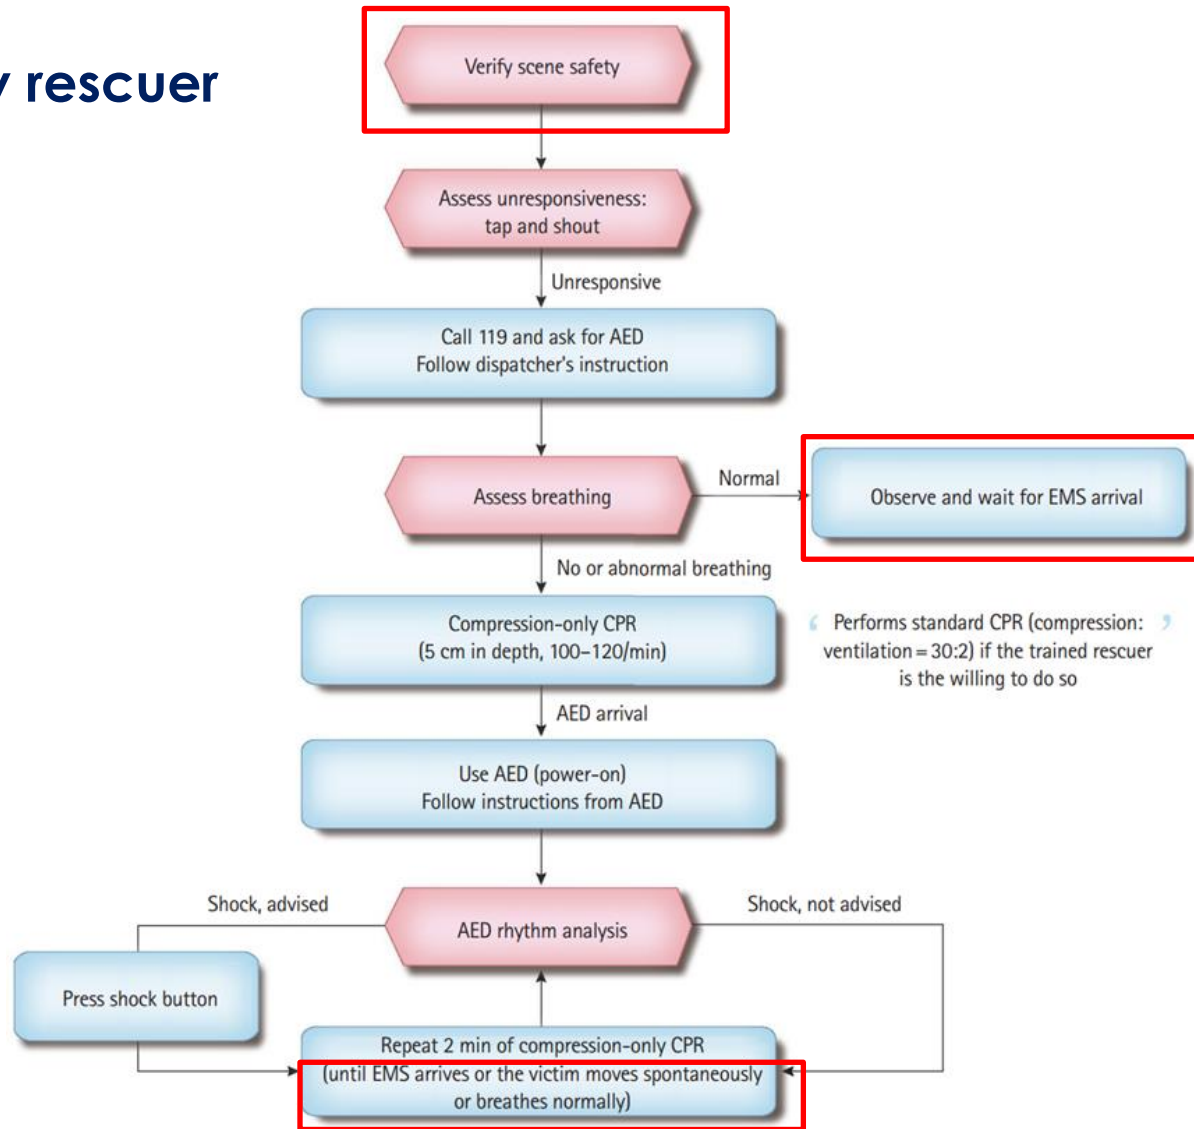 y rescuer
Verify scene safety
Assess unresponsiveness:
tap and shout
Unresponsive
Call 119 and ask for AED
Follow dispatcher's instruction
Assess breathing
Normal
Observe and wait for EMS arrival
No or abnormal breathing
Compression-only CPR
(5 cm in depth, 100–120/min)
‘ Performs standard CPR (compression: ’
ventilation = 30:2) if the trained rescuer
is the willing to do so
AED arrival
Use AED (power-on)
Follow instructions from AED
Shock, advised
AED rhythm analysis
Shock, not advised
Press shock button
Repeat 2 min of compression-only CPR
(until EMS arrives or the victim moves spontaneously
or breathes normally)